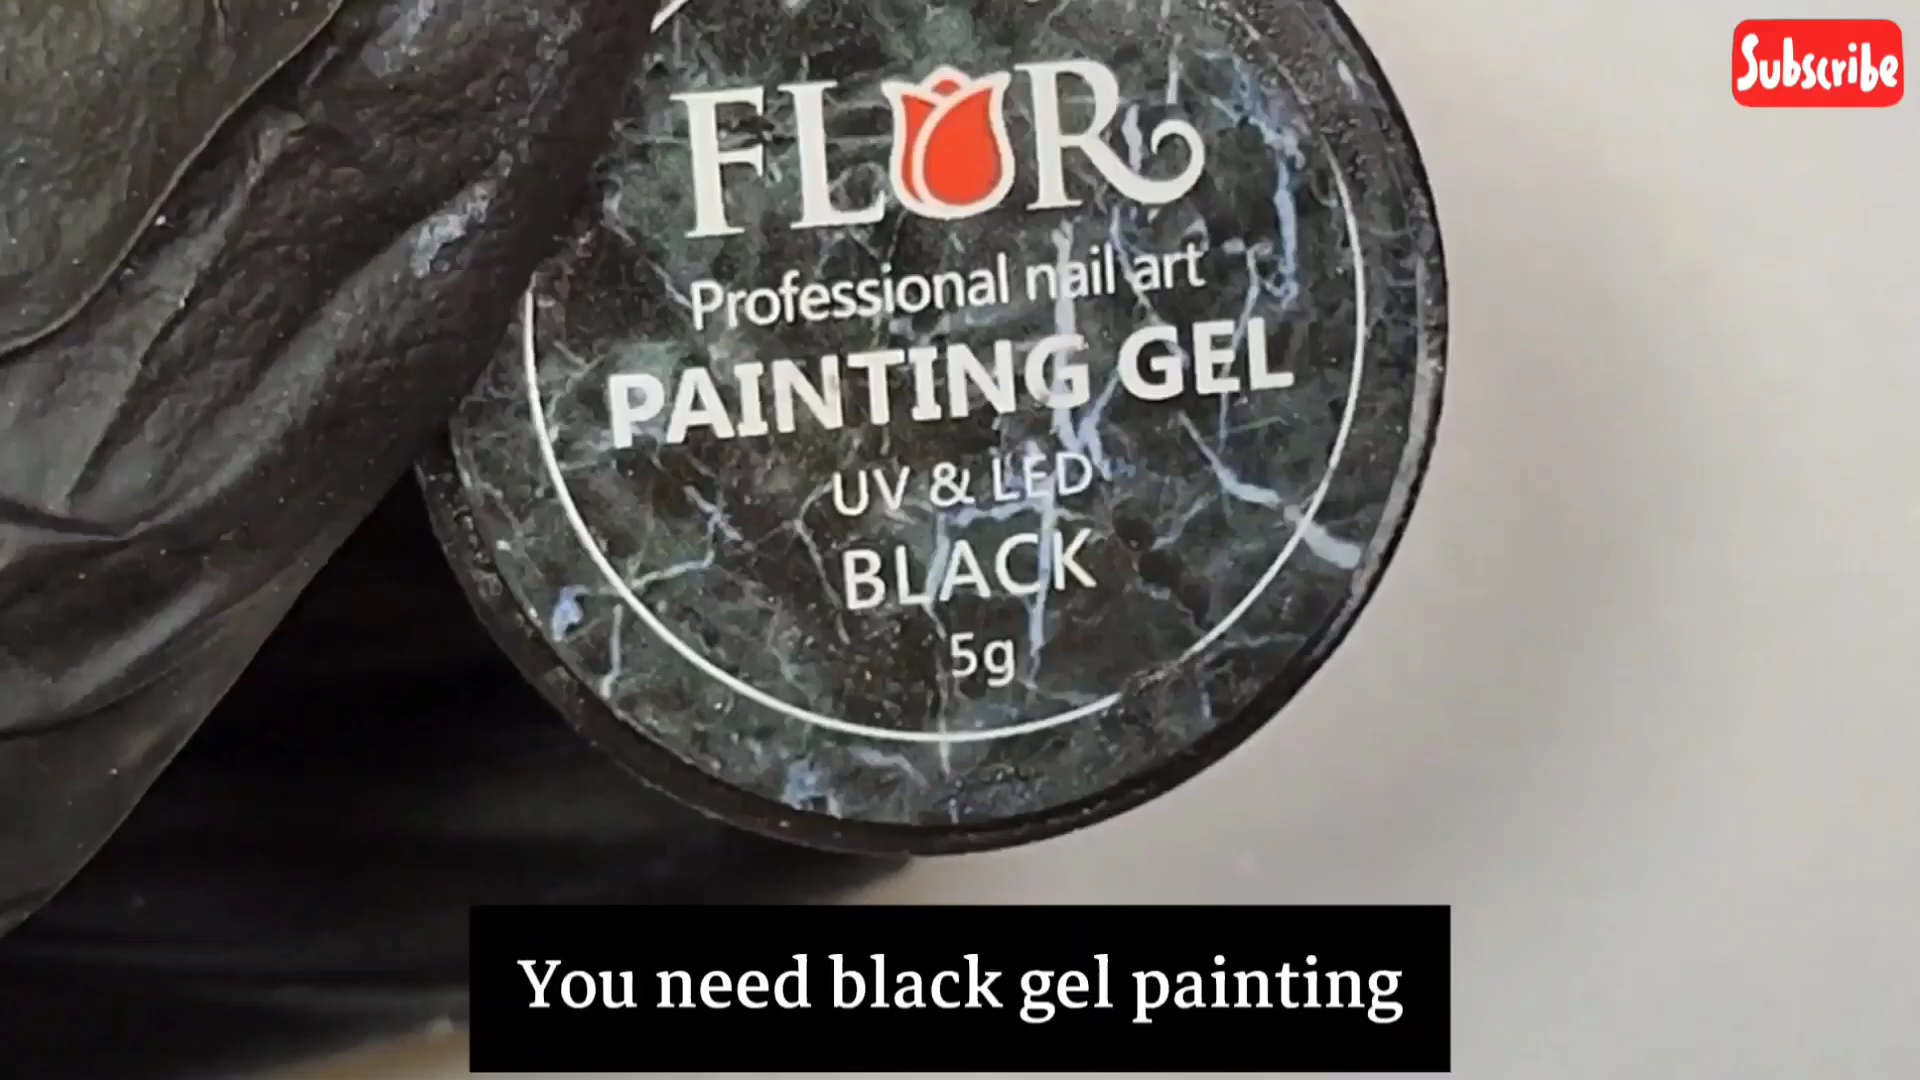 Subscribe
FLOR
Professional nail art
PAINTING GEL
UV & LED
BLACK
5g
You need black gel painting